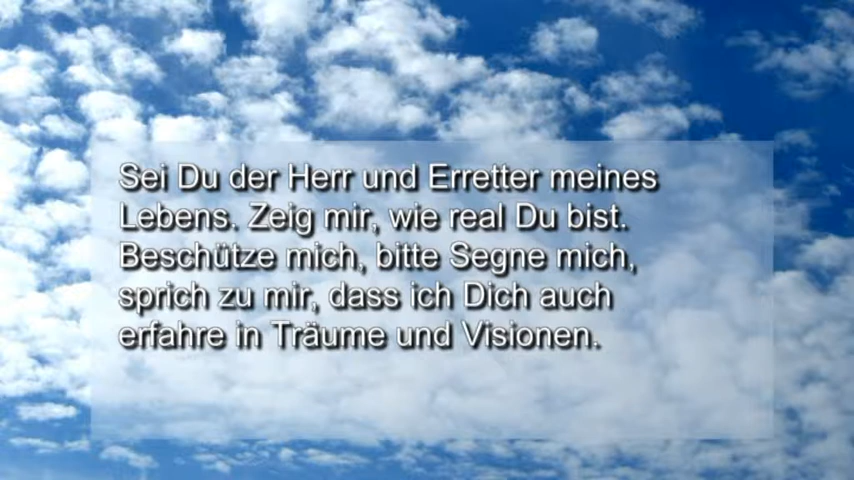 Sei Du der Herr und Erretter meines
Lebens. Zeig mir, wie real Du bist.
Beschütze mich, bitte Segne mich,
sprich zu mir, dass ich Dich auch
erfahre in Träume und Visionen.